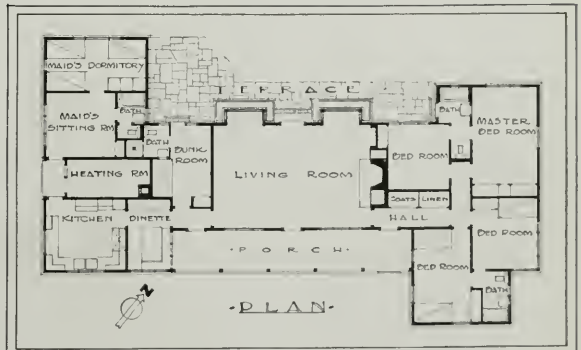 MAID'S DORMITORY
TERRACE
BATH
MAID'S
SITTING RM
BATH
BUNK
ROOM
BATH
MASTER
BED ROOM
BED ROOM
LIVING ROOM
HEATING RM
COATS
LINEN
HALL
KITCHEN
DINETTE
BED ROOM
·PORCH·
BED ROOM
BATH
N
·PLAN·